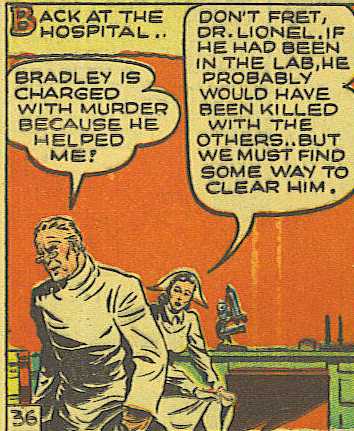 BACK AT THE
HOSPITAL..
BRADLEY IS
CHARGED
WITH MURDER
BECAUSE HE
HELPED
ME!
DON'T FRET,
DR. LIONEL. IF
HE HAD BEEN
IN THE LAB, HE
PROBABLY
WOULD HAVE
BEEN KILLED
WITH THE
OTHERS.. BUT
WE MUST FIND
SOME WAY TO
CLEAR HIM.
36